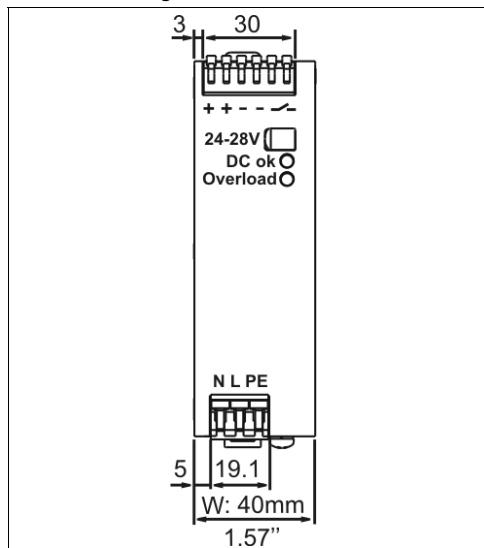 3 30
+ + - -
24-28V
DC ok
Overload
N L PE
5 19.1
W: 40mm
1.57’’